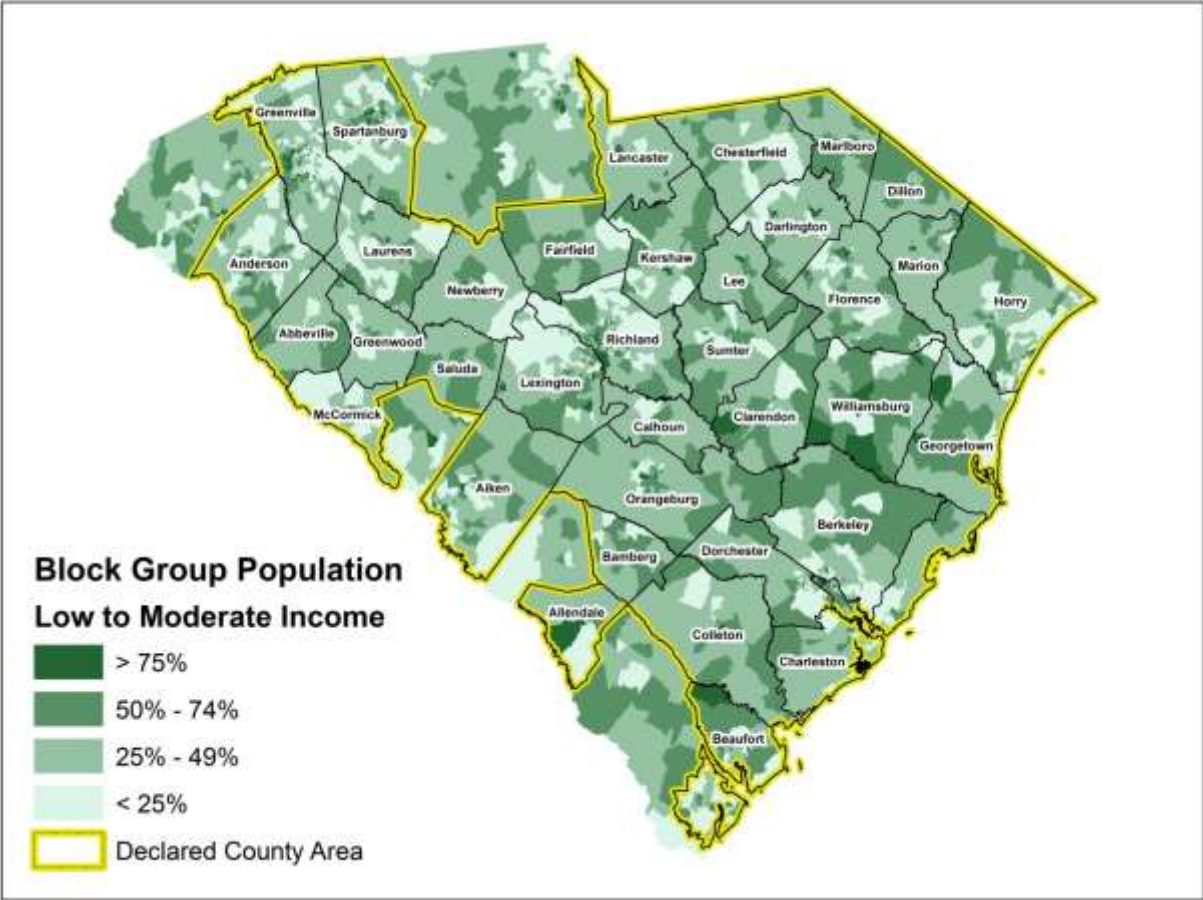 Greenville
Spartanburg
Lancaster
Chesterfield
Marlboro
Dillon
Darlington
Laurens
Fairfield
Kershaw
Anderson
Marion
Lee
Newberry
Florence
Horry
Abbeville
Greenwood
Richland
Sumter
Saluda
Lexington
McCormick
Clarendon
Williamsburg
Calhoun
Georgetown
Aiken
Orangeburg
Berkeley
Bamberg
Dorchester
Allendale
Colleton
Charleston
Beaufort
Block Group Population
Low to Moderate Income
> 75%
50% - 74%
25% - 49%
< 25%
Declared County Area